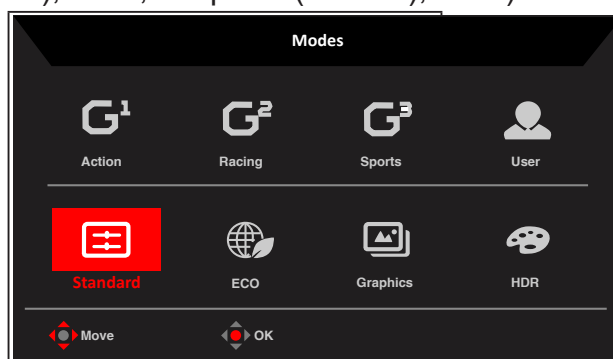 Modes
G¹ G² G³
Action Racing Sports User
Standard ECO Graphics HDR
Move OK